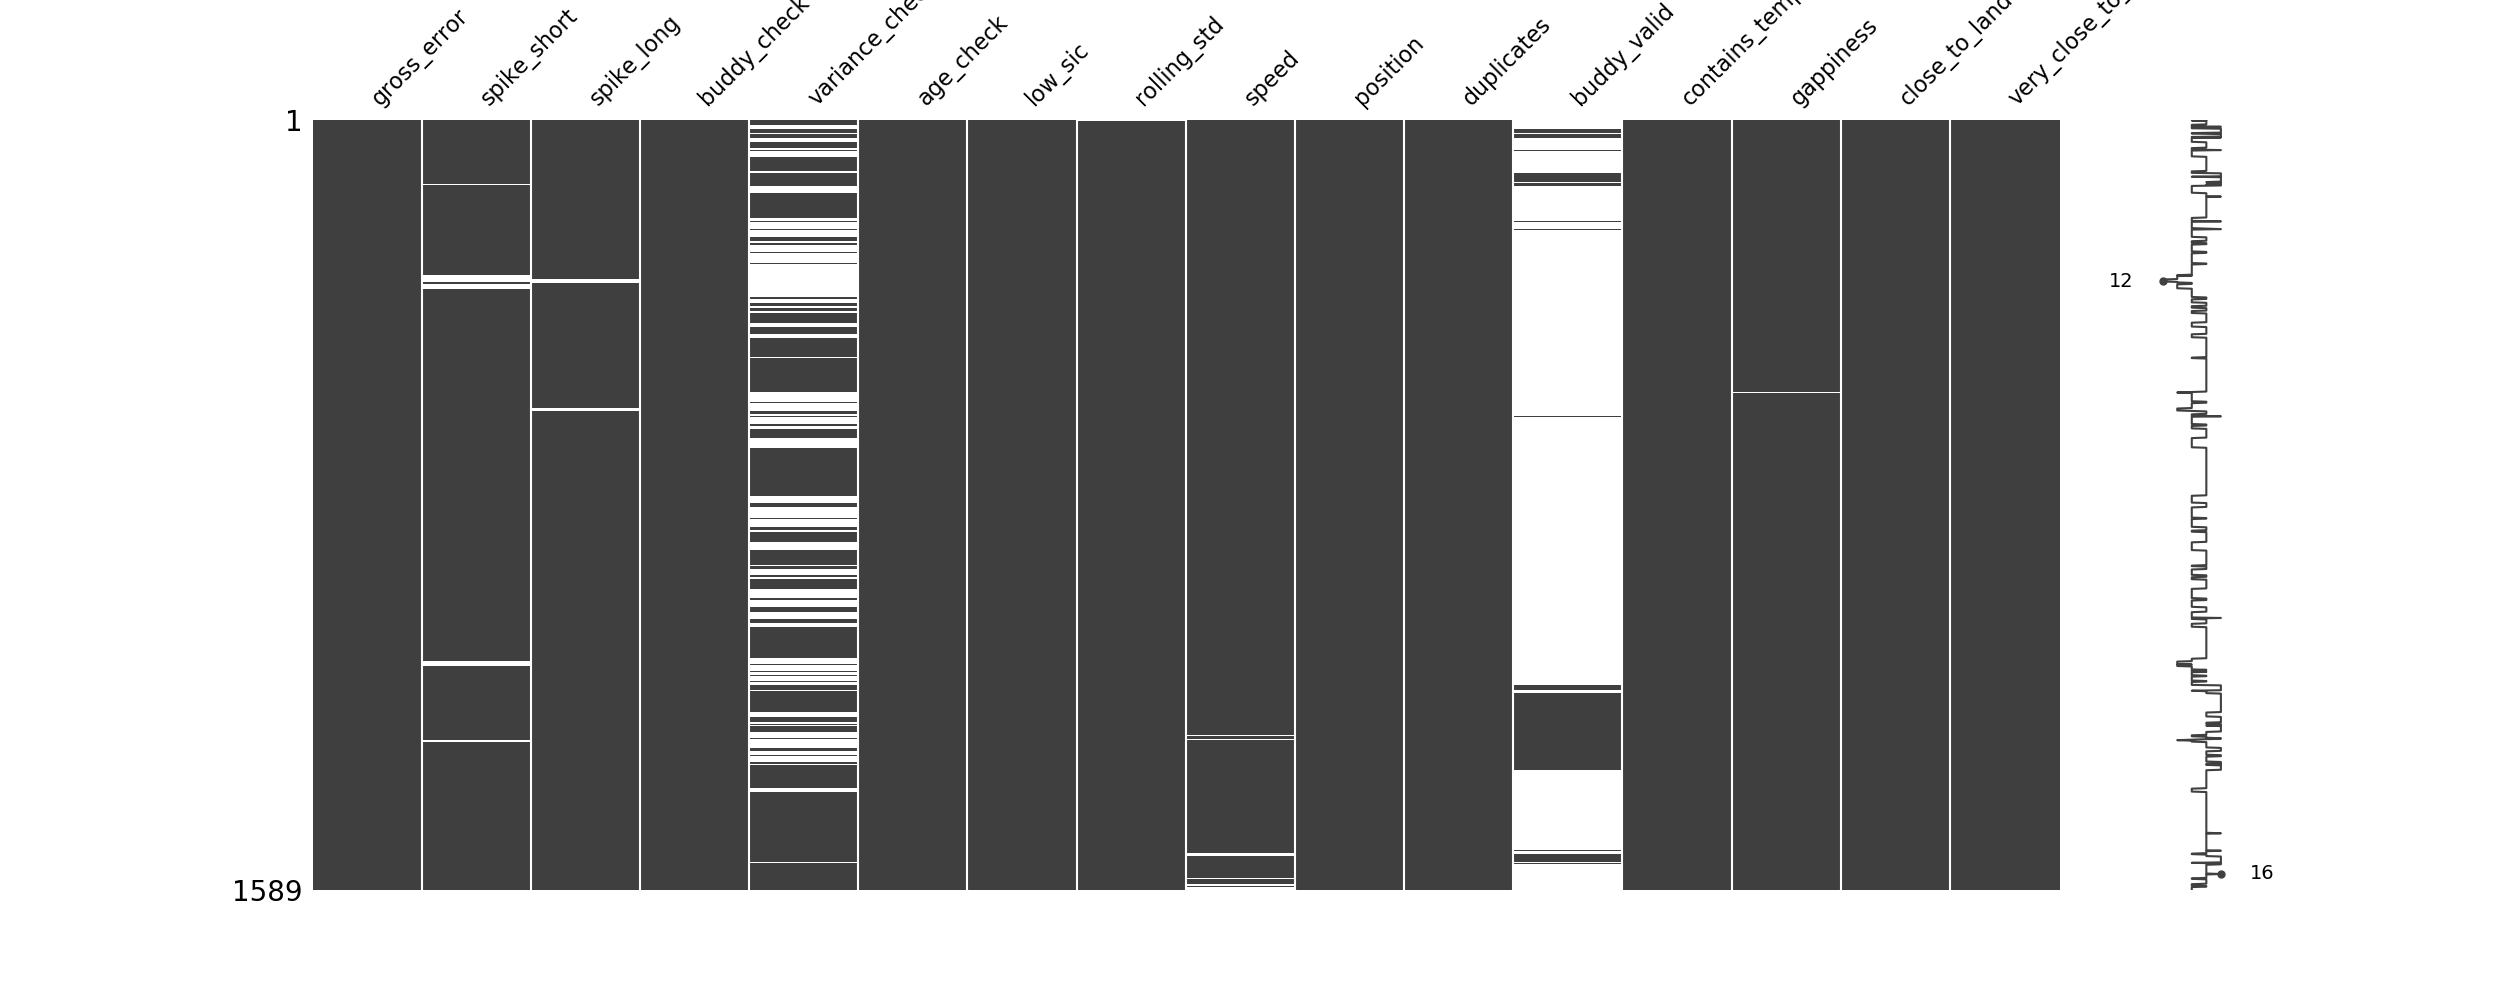 gross_error
spike_short
spike_long
buddy_check
variance_che
age_check
low_sic
rolling_std
speed
position
duplicates
buddy_valid
contains_temp
gappiness
close_to_land
very_close_to_
1
12
16
1589